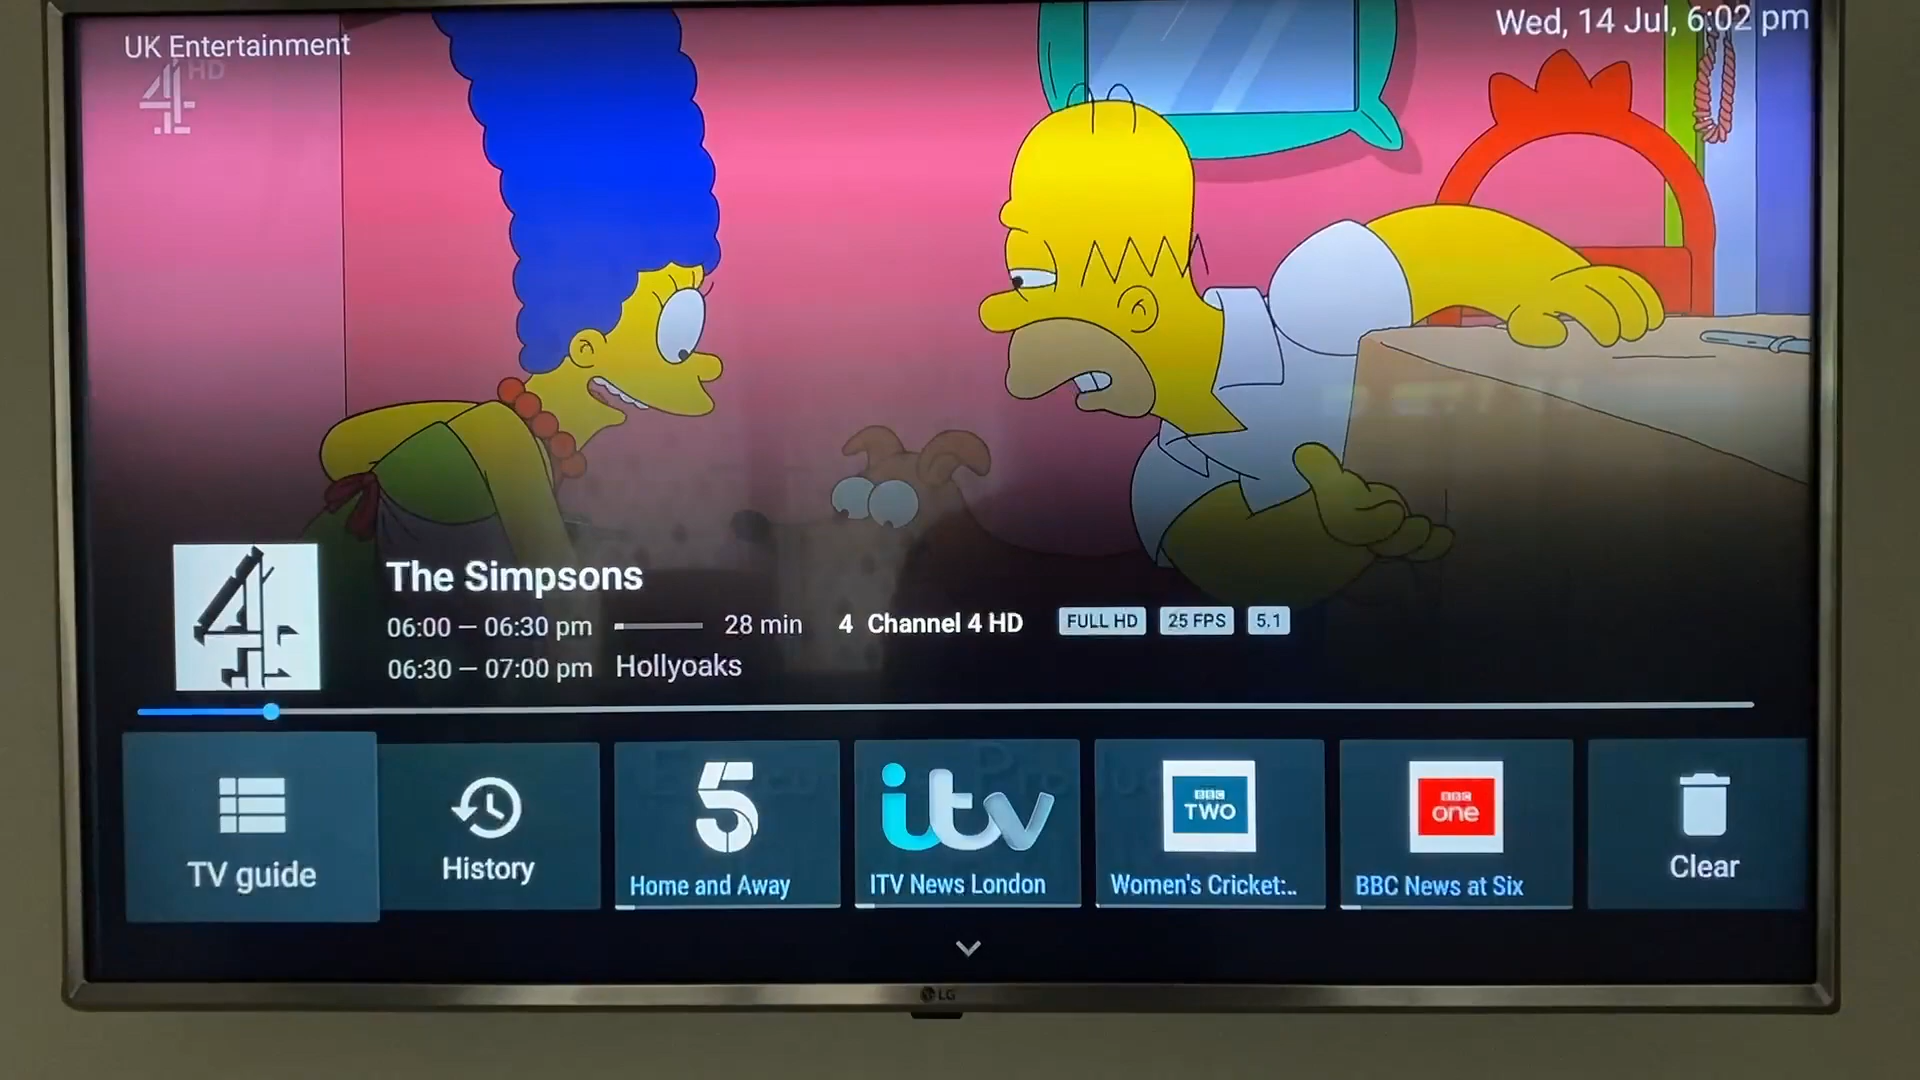 UK Entertainment
Wed, 14 Jul, 6:02 pm
4 HD
4
The Simpsons
06:00 — 06:30 pm 28 min 4 Channel 4 HD FULL HD 25 FPS 5.1
06:30 — 07:00 pm Hollyoaks
TV guide
History
5
Home and Away
itv
ITV News London
BBC
TWO
Women's Cricket:..
BBC
one
BBC News at Six
Clear
LG